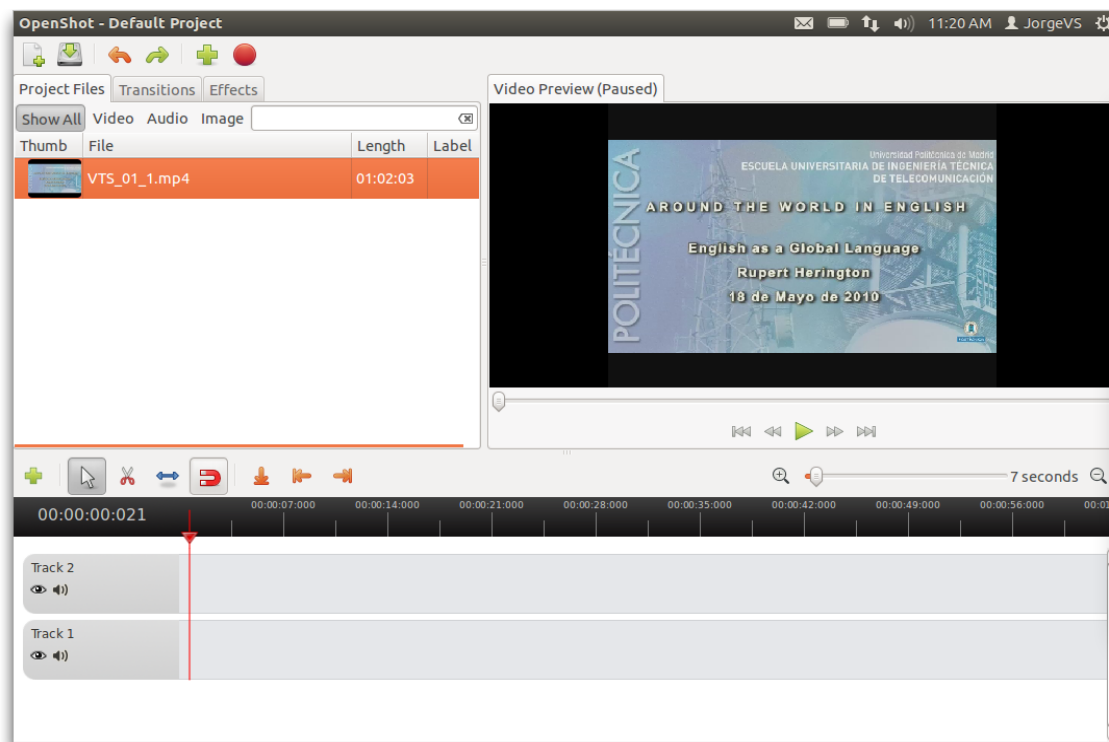 OpenShot - Default Project 11:20 AM JorgeVS
Project Files Transitions Effects
Show All Video Audio Image
Thumb File Length Label
VTS_01_1.mp4 01:02:03
Video Preview (Paused)
POLITÉCNICA
Universidad Politécnica de Madrid
ESCUELA UNIVERSITARIA DE INGENIERÍA TÉCNICA
DE TELECOMUNICACIÓN
AROUND THE WORLD IN ENGLISH
English as a Global Language
Rupert Herington
18 de Mayo de 2010
7 seconds
00:00:00:021
00:00:07:000 00:00:14:000 00:00:21:000 00:00:28:000 00:00:35:000 00:00:42:000 00:00:49:000 00:00:56:000
Track 2
Track 1